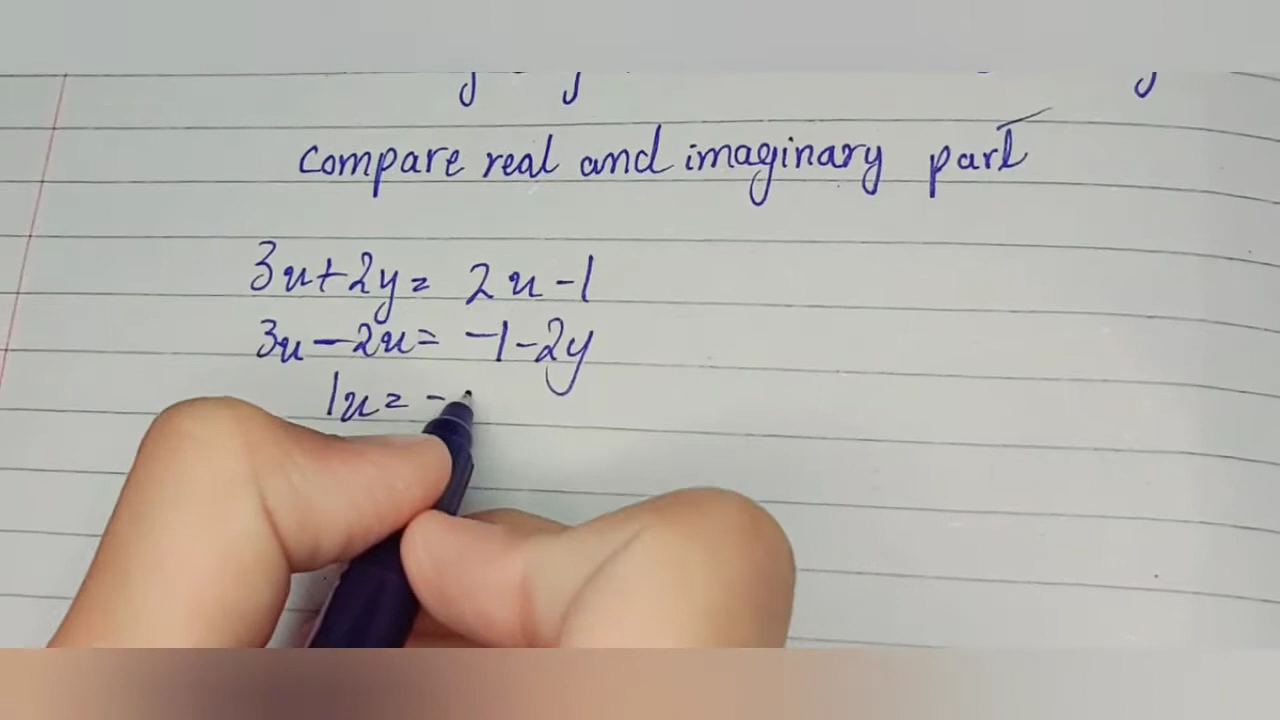 compare real and imaginary part
3x+2y= 2x-1
3x-2x= -1-2y
1x= -